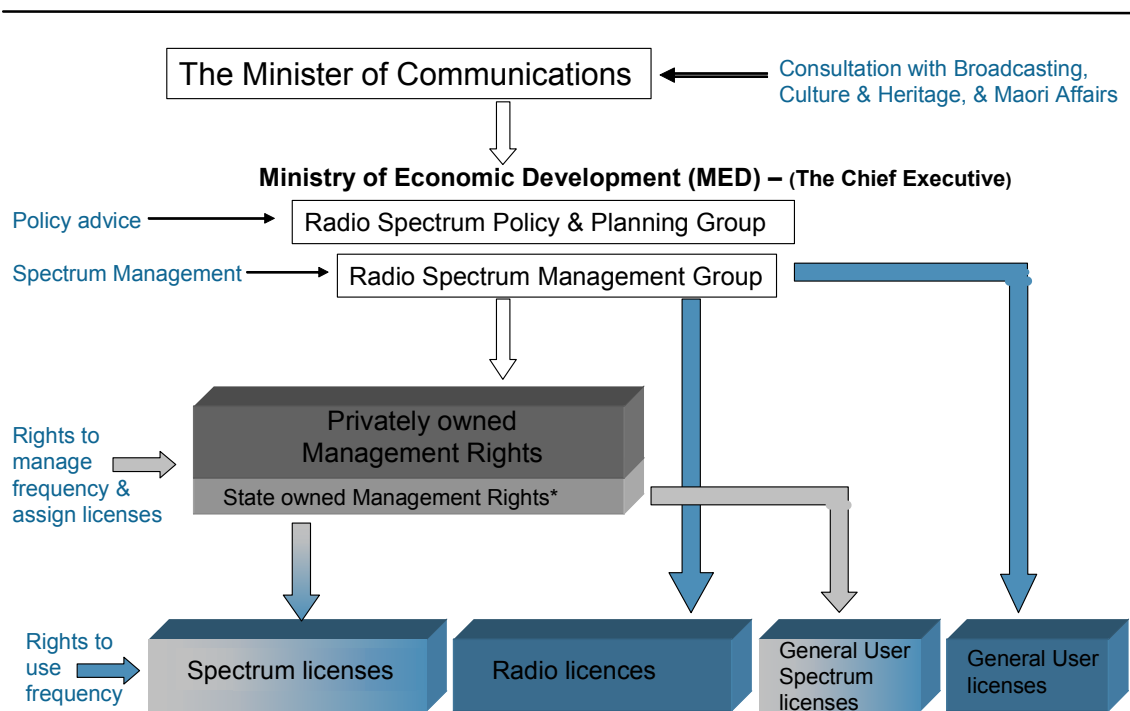 The Minister of Communications
Consultation with Broadcasting,
Culture & Heritage, & Maori Affairs
Ministry of Economic Development (MED) – (The Chief Executive)
Policy advice
Radio Spectrum Policy & Planning Group
Spectrum Management
Radio Spectrum Management Group
Privately owned
Management Rights
State owned Management Rights*
Rights to
manage
frequency &
assign licenses
Rights to
use
frequency
Spectrum licenses
Radio licences
General User
Spectrum
licenses
General User
licenses